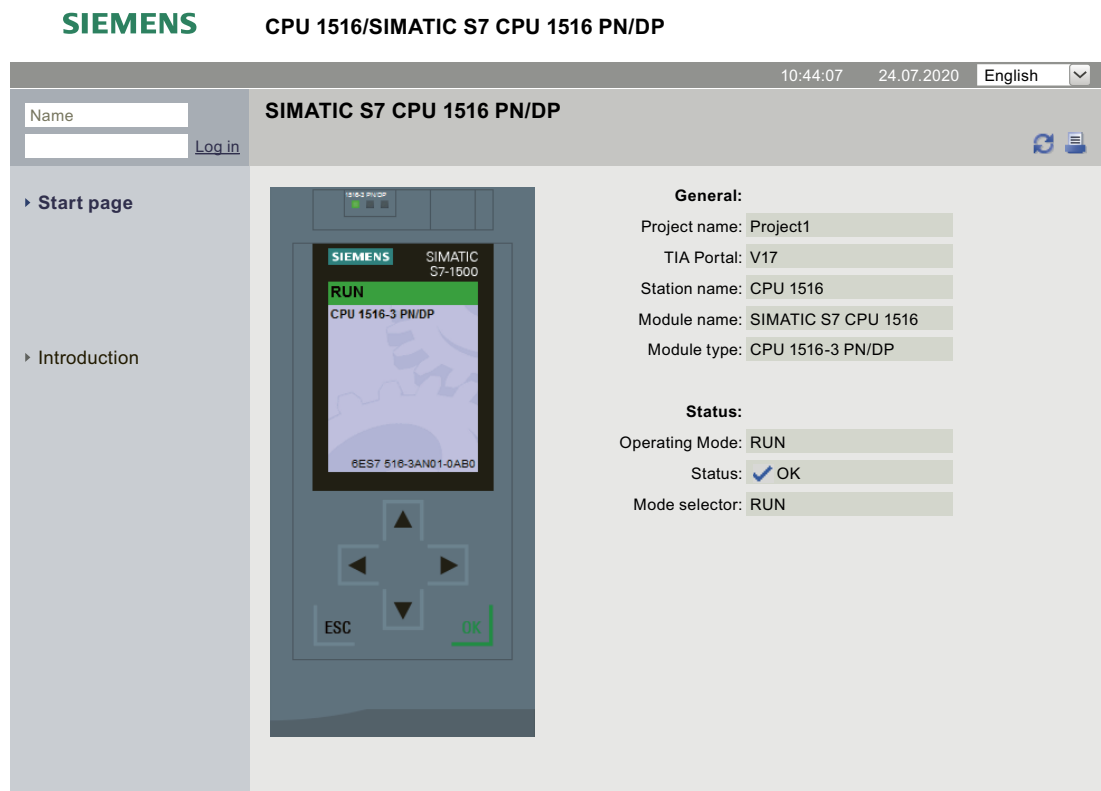 SIEMENS CPU 1516/SIMATIC S7 CPU 1516 PN/DP
10:44:07 24.07.2020 English
Name
Log in
SIMATIC S7 CPU 1516 PN/DP
Start page
Introduction
1516-3 PN/DP
SIEMENS SIMATIC
S7-1500
RUN
CPU 1516-3 PN/DP
6ES7 516-3AN01-0AB0
ESC
OK
General:
Project name: Project1
TIA Portal: V17
Station name: CPU 1516
Module name: SIMATIC S7 CPU 1516
Module type: CPU 1516-3 PN/DP
Status:
Operating Mode: RUN
Status: OK
Mode selector: RUN